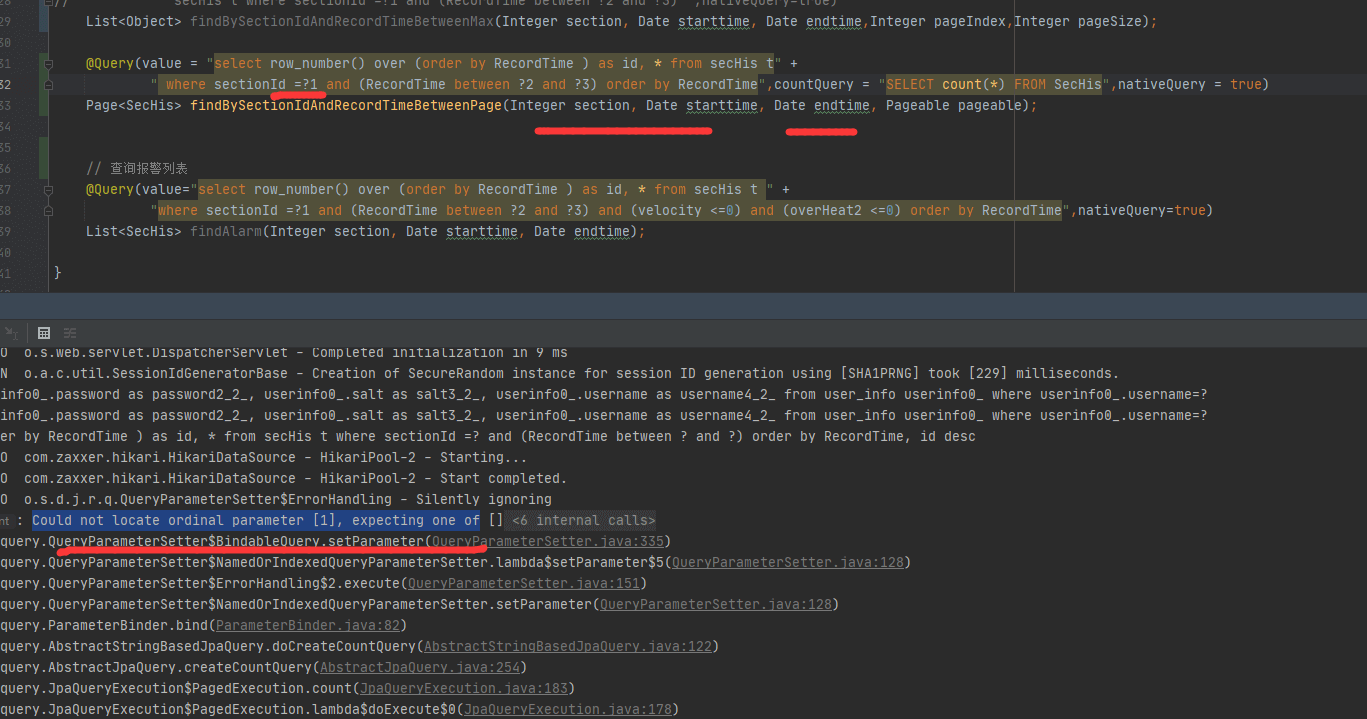 28 // secHis t where sectionId =?1 and (RecordTime between ?2 and ?3) ",nativeQuery=true)
List<Object> findBySectionIdAndRecordTimeBetweenMax(Integer section, Date starttime, Date endtime,Integer pageIndex,Integer pageSize);
30
31 @Query(value = "select row_number() over (order by RecordTime ) as id, * from secHis t" +
32 " where sectionId =?1 and (RecordTime between ?2 and ?3) order by RecordTime",countQuery = "SELECT count(*) FROM SecHis",nativeQuery = true)
33 Page<SecHis> findBySectionIdAndRecordTimeBetweenPage(Integer section, Date starttime, Date endtime, Pageable pageable);
34
35
36 // 查询报警列表
37 @Query(value="select row_number() over (order by RecordTime ) as id, * from secHis t " +
38 "where sectionId =?1 and (RecordTime between ?2 and ?3) and (velocity <=0) and (overHeat2 <=0) order by RecordTime",nativeQuery=true)
39 List<SecHis> findAlarm(Integer section, Date starttime, Date endtime);
40
41 }
O o.s.web.servlet.DispatcherServlet - Completed initialization in 9 ms
N o.a.c.util.SessionIdGeneratorBase - Creation of SecureRandom instance for session ID generation using [SHA1PRNG] took [229] milliseconds.
info0_.password as password2_2_, userinfo0_.salt as salt3_2_, userinfo0_.username as username4_2_ from user_info userinfo0_ where userinfo0_.username=?
info0_.password as password2_2_, userinfo0_.salt as salt3_2_, userinfo0_.username as username4_2_ from user_info userinfo0_ where userinfo0_.username=?
er by RecordTime ) as id, * from secHis t where sectionId =? and (RecordTime between ? and ?) order by RecordTime, id desc
O com.zaxxer.hikari.HikariDataSource - HikariPool-2 - Starting...
O com.zaxxer.hikari.HikariDataSource - HikariPool-2 - Start completed.
O o.s.d.j.r.q.QueryParameterSetter$ErrorHandling - Silently ignoring
nt : Could not locate ordinal parameter [1], expecting one of [] <6 internal calls>
query.QueryParameterSetter$BindableQuery.setParameter(QueryParameterSetter.java:335)
query.QueryParameterSetter$NamedOrIndexedQueryParameterSetter.lambda$setParameter$5(QueryParameterSetter.java:128)
query.QueryParameterSetter$ErrorHandling$2.execute(QueryParameterSetter.java:151)
query.QueryParameterSetter$NamedOrIndexedQueryParameterSetter.setParameter(QueryParameterSetter.java:128)
query.ParameterBinder.bind(ParameterBinder.java:82)
query.AbstractStringBasedJpaQuery.doCreateCountQuery(AbstractStringBasedJpaQuery.java:122)
query.AbstractJpaQuery.createCountQuery(AbstractJpaQuery.java:254)
query.JpaQueryExecution$PagedExecution.count(JpaQueryExecution.java:183)
query.JpaQueryExecution$PagedExecution.lambda$doExecute$0(JpaQueryExecution.java:178)